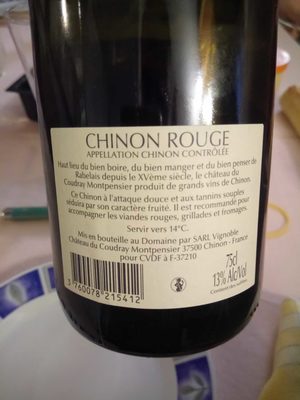 CHINON ROUGE
APPELLATION CHINON CONTRÔLÉE
Haut lieu du bien boire, du bien manger et du bien penser de
Rabelais depuis le XVème siècle, le château du
Coudray Montpensier produit de grands vins de Chinon.
Ce Chinon à l'attaque douce et aux tannins souples
séduira par son caractère fruité. Il est recommandé pour
accompagner les viandes rouges, grillades et fromages.
Servir vers 14°C.
Mis en bouteille au Domaine par SARL Vignoble
Château du Coudray Montpensier 37500 Chinon - France
pour CVDF à F-37210
75cl
13% Alc/Vol
Contient des sulfites
3 760078 215412